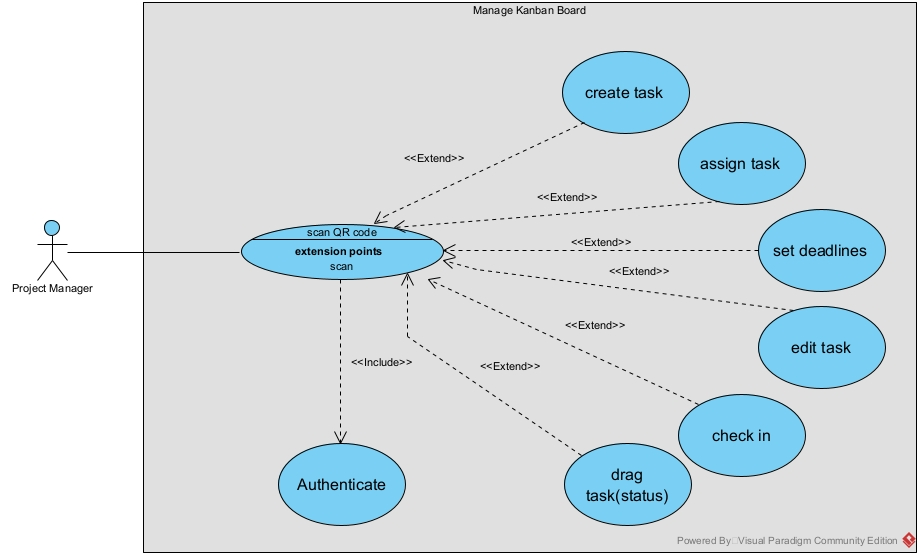 Manage Kanban Board
create task
<<Extend>>
assign task
<<Extend>>
scan QR code
extension points
scan
<<Extend>>
set deadlines
<<Extend>>
Project Manager
<<Extend>>
edit task
<<Include>>
<<Extend>>
check in
Authenticate
drag
task(status)
Powered By Visual Paradigm Community Edition